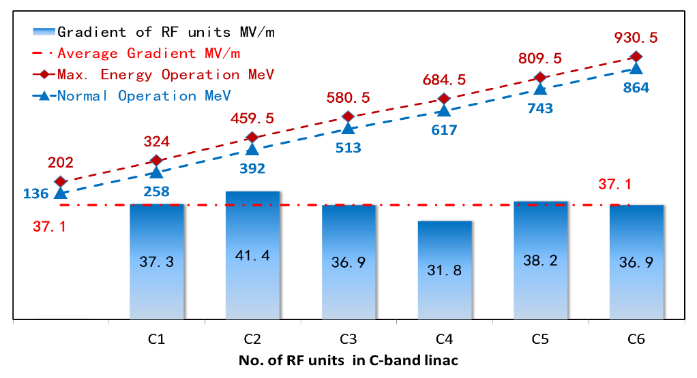 Gradient of RF units MV/m
Average Gradient MV/m
Max. Energy Operation MeV
Normal Operation MeV
202
324
459.5
580.5
684.5
809.5
930.5
136
258
392
513
617
743
864
37.1
37.1
37.3
41.4
36.9
31.8
38.2
36.9
C1
C2
C3
C4
C5
C6
No. of RF units in C-band linac